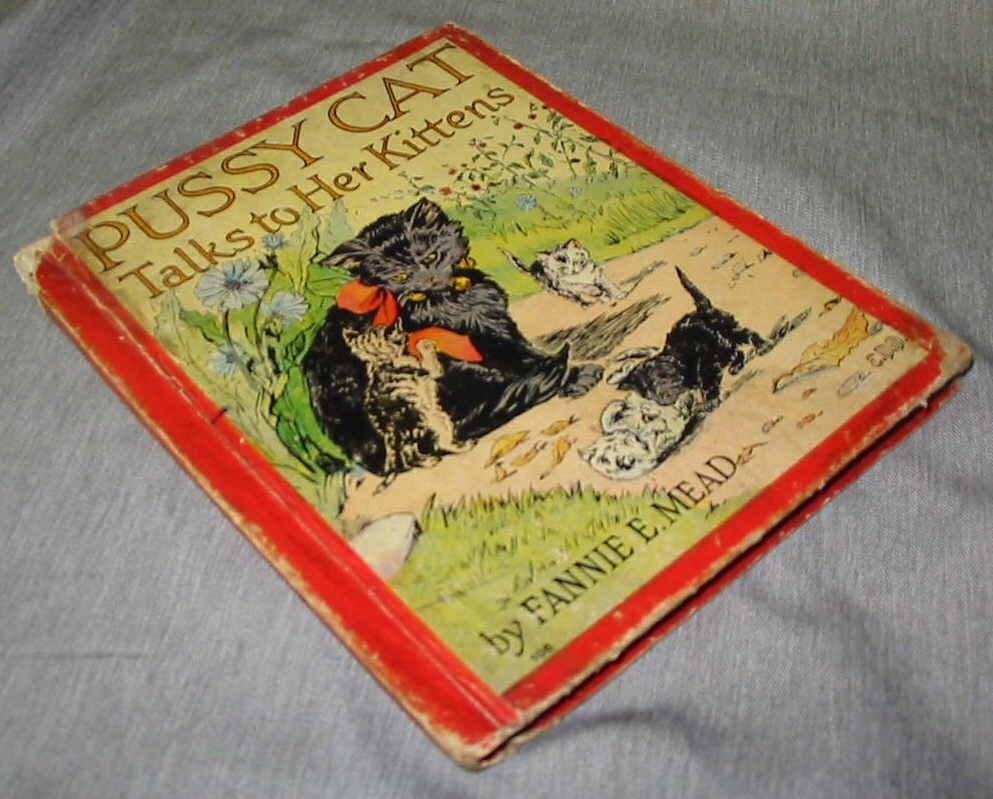 PUSSY CAT
Talks to Her Kittens
by FANNIE E. MEAD